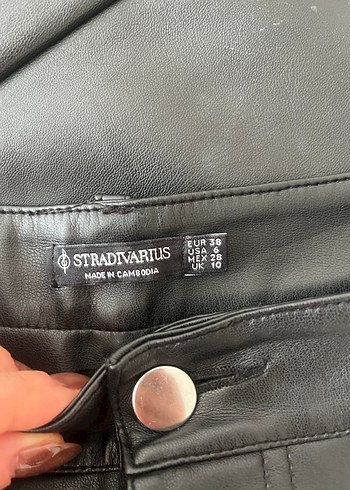 STRADIVARIUS
MADE IN CAMBODIA
EUR 38
USA 6
MEX 28
UK 10